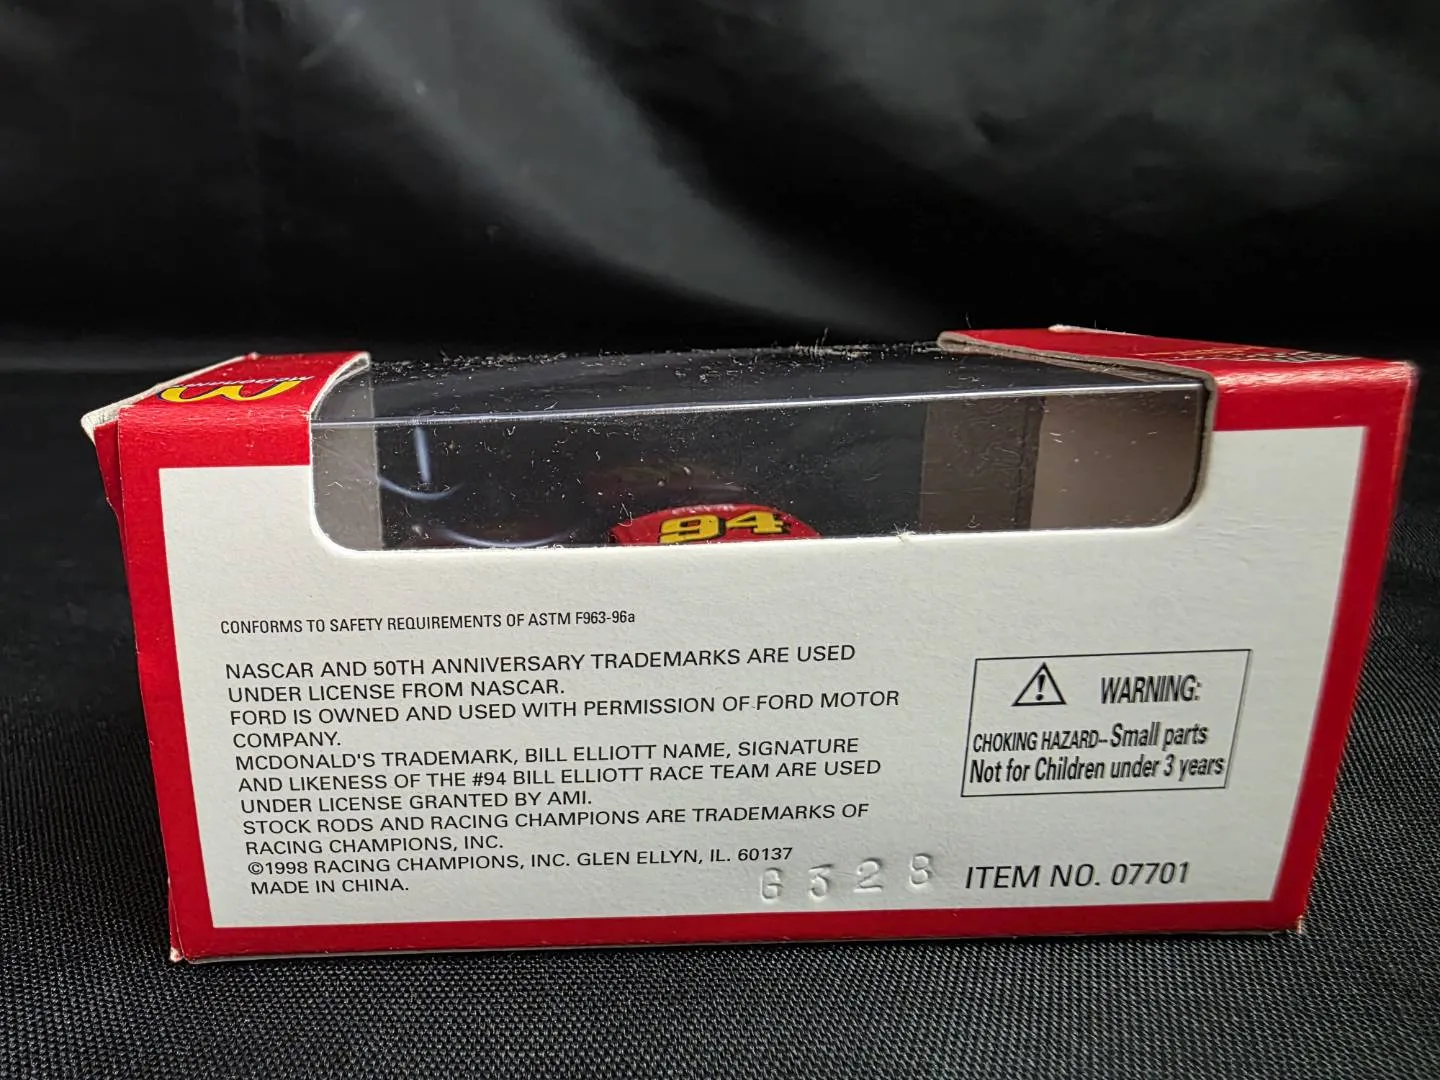 94
CONFORMS TO SAFETY REQUIREMENTS OF ASTM F963-96a
NASCAR AND 50TH ANNIVERSARY TRADEMARKS ARE USED
UNDER LICENSE FROM NASCAR.
FORD IS OWNED AND USED WITH PERMISSION OF FORD MOTOR
COMPANY.
MCDONALD'S TRADEMARK, BILL ELLIOTT NAME, SIGNATURE
AND LIKENESS OF THE #94 BILL ELLIOTT RACE TEAM ARE USED
UNDER LICENSE GRANTED BY AMI.
STOCK RODS AND RACING CHAMPIONS ARE TRADEMARKS OF
RACING CHAMPIONS, INC.
©1998 RACING CHAMPIONS, INC. GLEN ELLYN, IL. 60137
MADE IN CHINA.
WARNING:
CHOKING HAZARD-Small parts
Not for Children under 3 years
ITEM NO. 07701